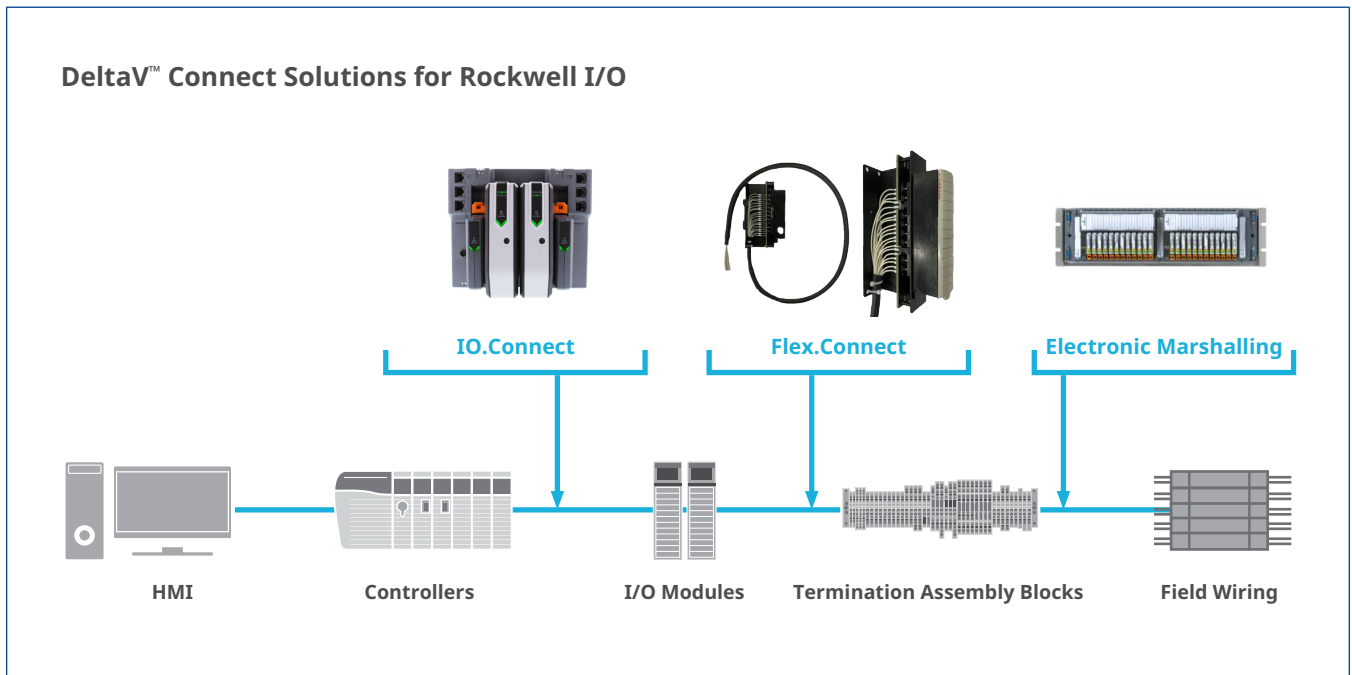 DeltaV™ Connect Solutions for Rockwell I/O
IO.Connect
Flex.Connect
Electronic Marshalling
HMI
Controllers
I/O Modules
Termination Assembly Blocks
Field Wiring